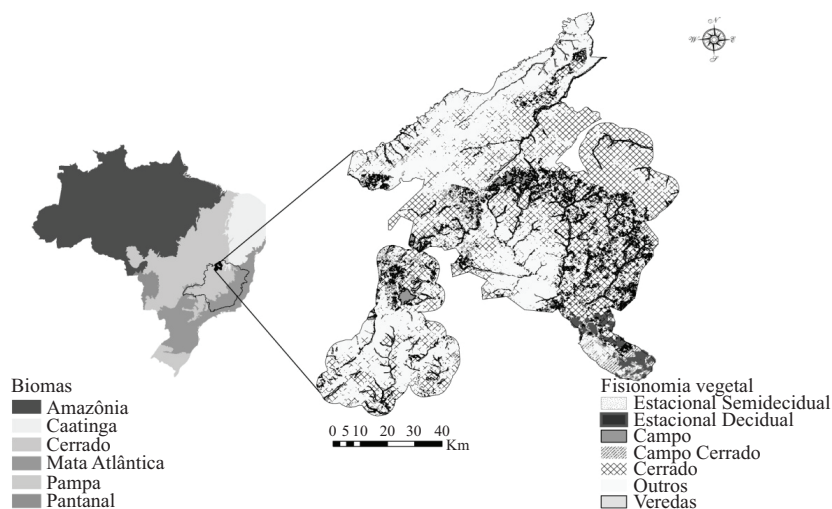 N
W
E
S
Biomas
Amazônia
Caatinga
Cerrado
Mata Atlântica
Pampa
Pantanal
0 5 10 20 30 40
Km
Fisionomia vegetal
Estacional Semidecidual
Estacional Decidual
Campo
Campo Cerrado
Cerrado
Outros
Veredas